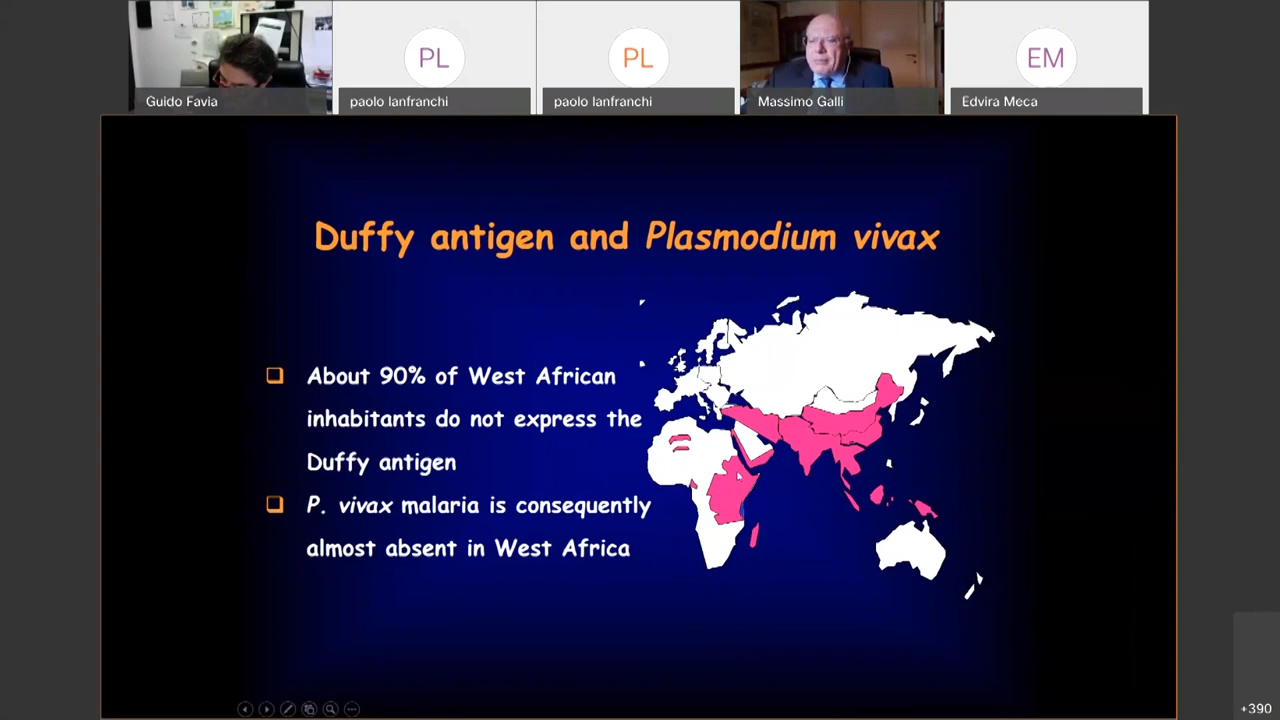 PL
PL
EM
Guido Favia
paolo lanfranchi
paolo lanfranchi
Massimo Galli
Edvira Meca
Duffy antigen and Plasmodium vivax
About 90% of West African
inhabitants do not express the
Duffy antigen
P. vivax malaria is consequently
almost absent in West Africa
+390